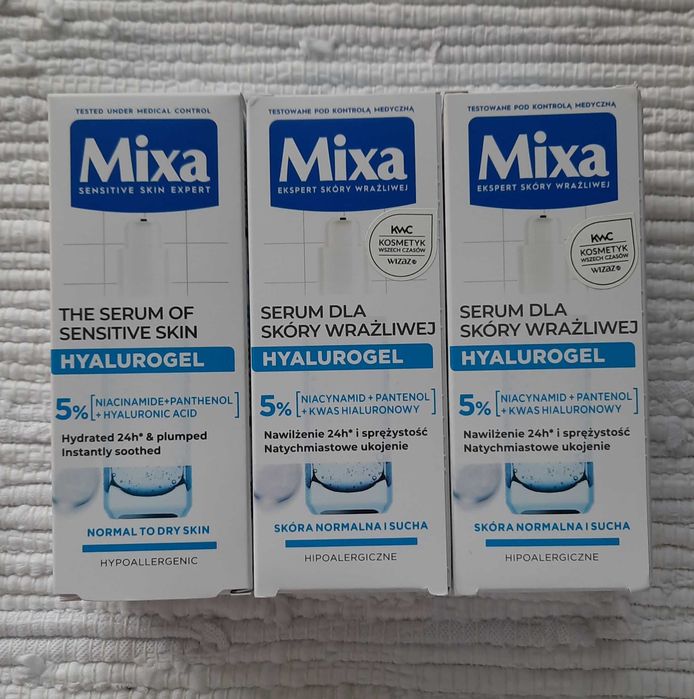 TESTED UNDER MEDICAL CONTROL
Mixa
SENSITIVE SKIN EXPERT
THE SERUM OF
SENSITIVE SKIN
HYALUROGEL
5% [NIACINAMIDE+PANTHENOL
+ HYALURONIC ACID]
Hydrated 24h* & plumped
Instantly soothed
NORMAL TO DRY SKIN
HYPOALLERGENIC
TESTOWANE POD KONTROLĄ MEDYCZNĄ
Mixa
EKSPERT SKÓRY WRAŻLIWEJ
KWC
KOSMETYK
WSZECH CZASÓW
WIZAZ
SERUM DLA
SKÓRY WRAŻLIWEJ
HYALUROGEL
5% [NIACYNAMID + PANTENOL
+ KWAS HIALURONOWY]
Nawilżenie 24h* i sprężystość
Natychmiastowe ukojenie
SKÓRA NORMALNA I SUCHA
HIPOALERGICZNE
TESTOWANE POD KONTROLĄ MEDYCZNĄ
Mixa
EKSPERT SKÓRY WRAŻLIWEJ
KWC
KOSMETYK
WSZECH CZASÓW
WIZAZ
SERUM DLA
SKÓRY WRAŻLIWEJ
HYALUROGEL
5% [NIACYNAMID + PANTENOL
+ KWAS HIALURONOWY]
Nawilżenie 24h* i sprężystość
Natychmiastowe ukojenie
SKÓRA NORMALNA I SUCHA
HIPOALERGICZNE